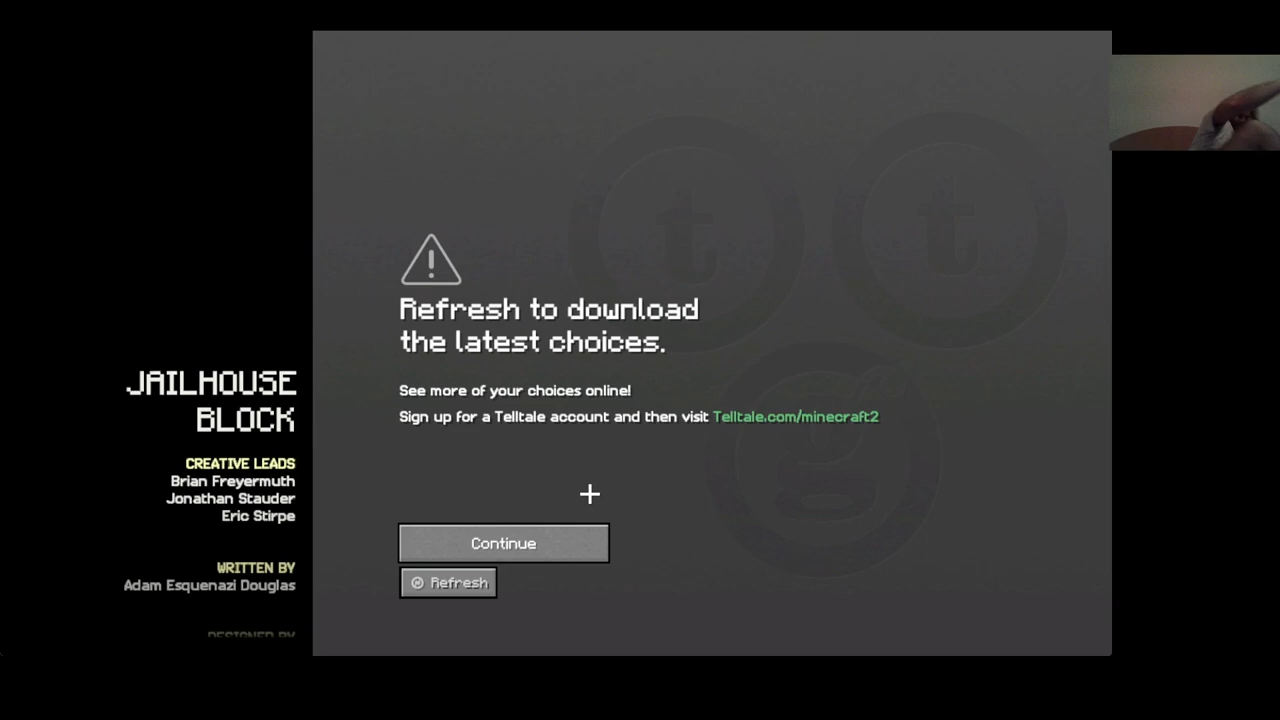 JAILHOUSE
BLOCK
CREATIVE LEADS
Brian Freyermuth
Jonathan Stauder
Eric Stirpe
WRITTEN BY
Adam Esquenazi Douglas
DESIGNED BY
Refresh to download
the latest choices.
See more of your choices online!
Sign up for a Telltale account and then visit Telltale.com/minecraft2
Continue
Refresh